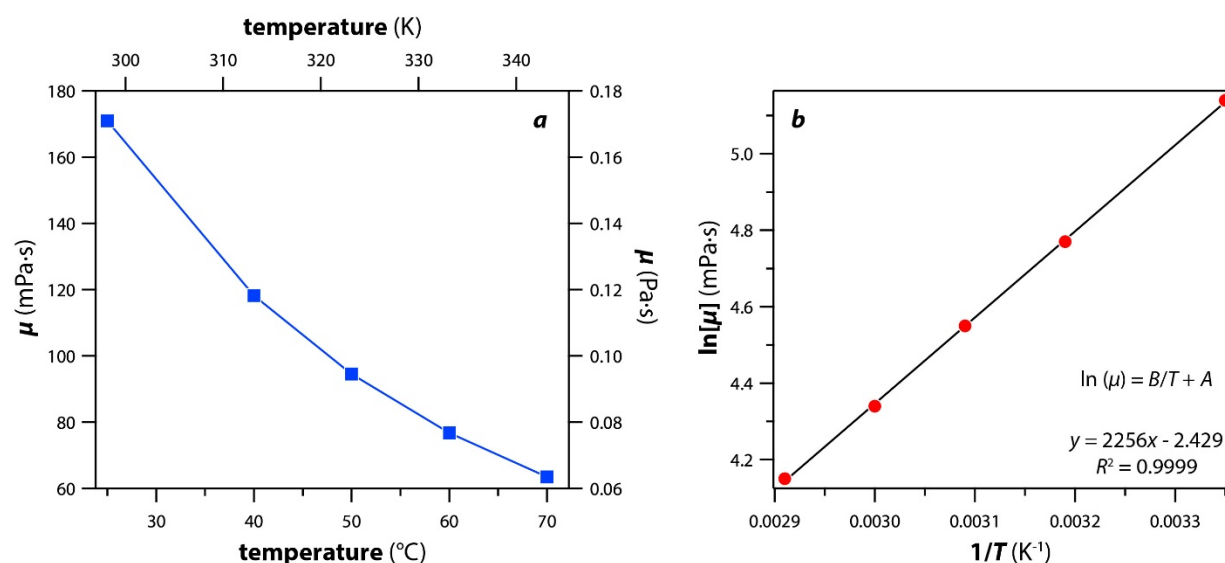 temperature (K)
300 310 320 330 340
a
180
160
140
120
100
80
60
µ (mPa·s)
0.18
0.16
0.14
0.12
0.10
0.08
0.06
µ (Pa·s)
30 40 50 60 70
temperature (°C)
b
5.0
4.8
4.6
4.4
4.2
ln[µ] (mPa·s)
ln (µ) = B/T + A
y = 2256x - 2.429
R² = 0.9999
0.0029 0.0030 0.0031 0.0032 0.0033
1/T (K⁻¹)